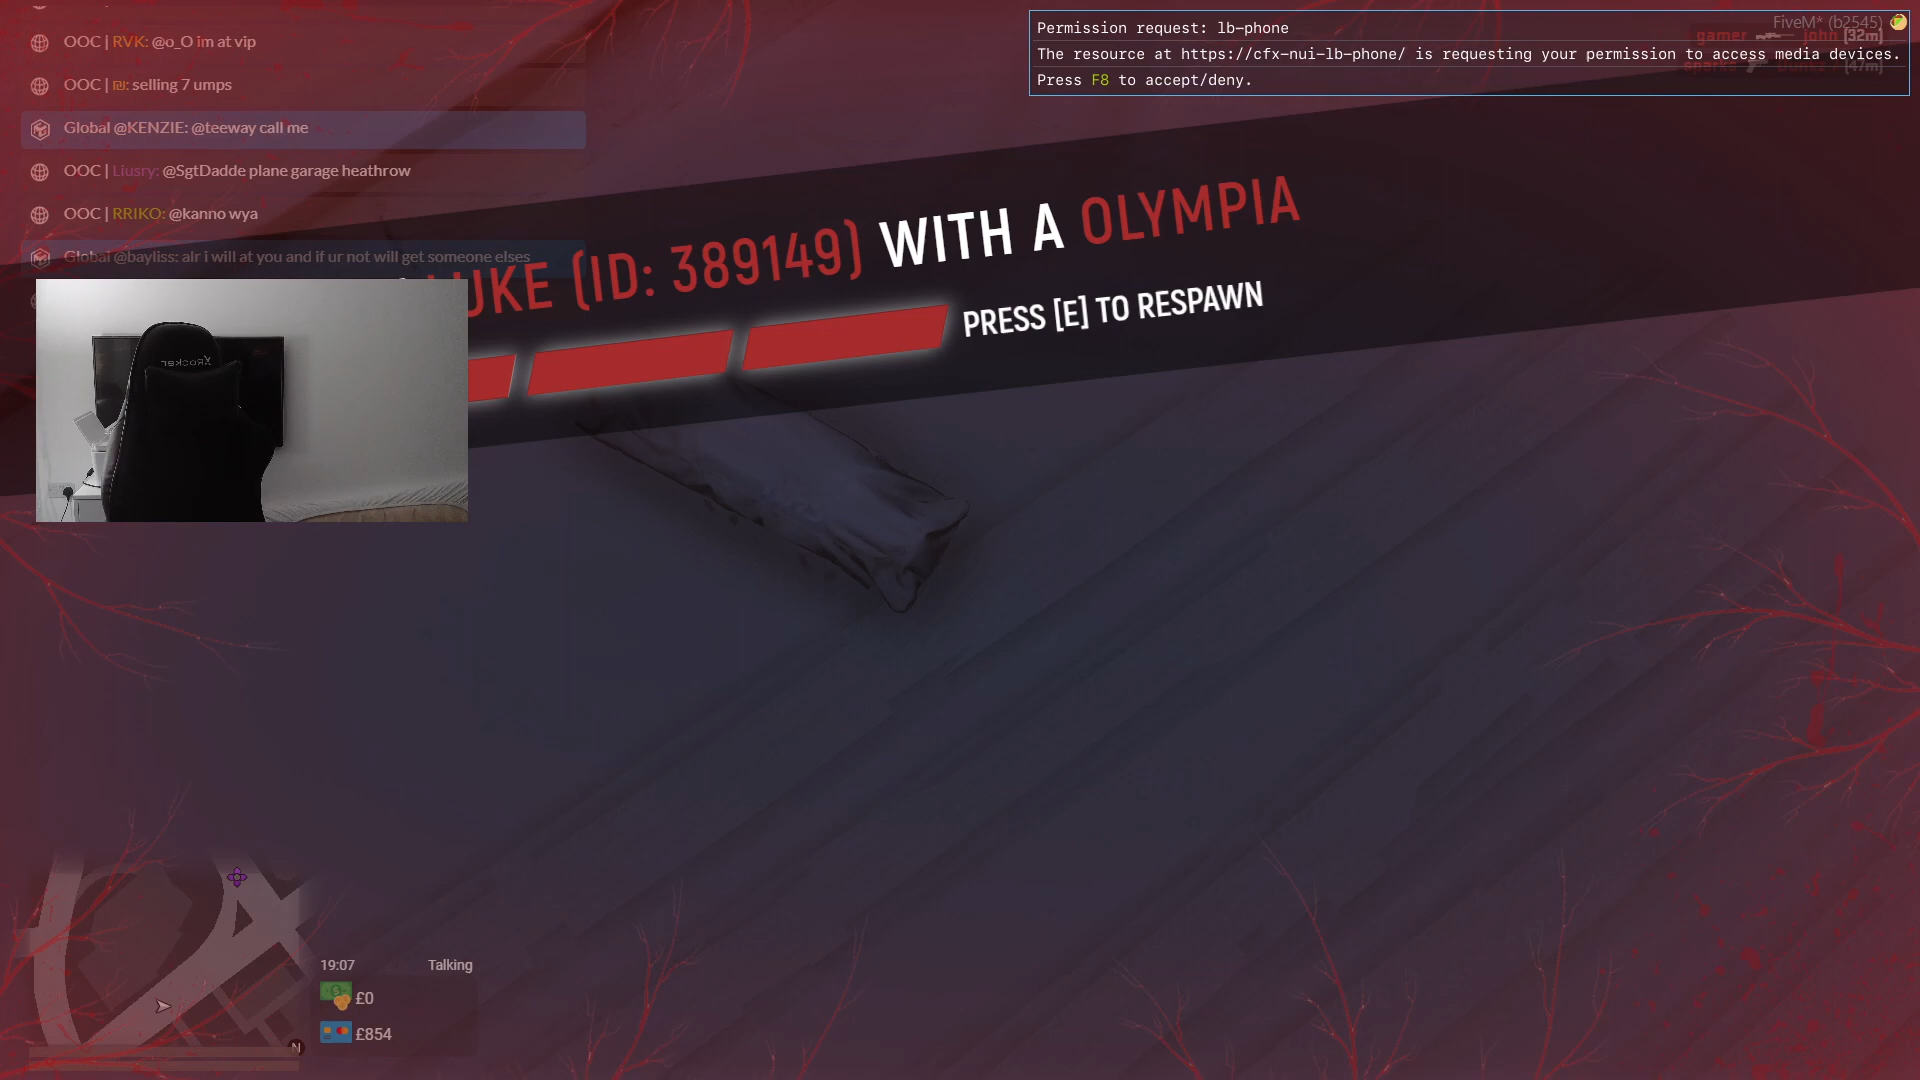 OOC | RVK: @o_O im at vip
OOC | ₪: selling 7 umps
Global @KENZIE: @teeway call me
OOC | Liusry: @SgtDadde plane garage heathrow
OOC | RRIKO: @kanno wya
Global @bayliss: alr i will at you and if ur not will get someone elses
Permission request: lb-phone
The resource at https://cfx-nui-lb-phone/ is requesting your permission to access media devices.
Press F8 to accept/deny.
FiveM* (b2545)
gamer john (32m)
LUKE (ID: 389149) WITH A OLYMPIA
PRESS [E] TO RESPAWN
19:07 Talking
£0
£854
N